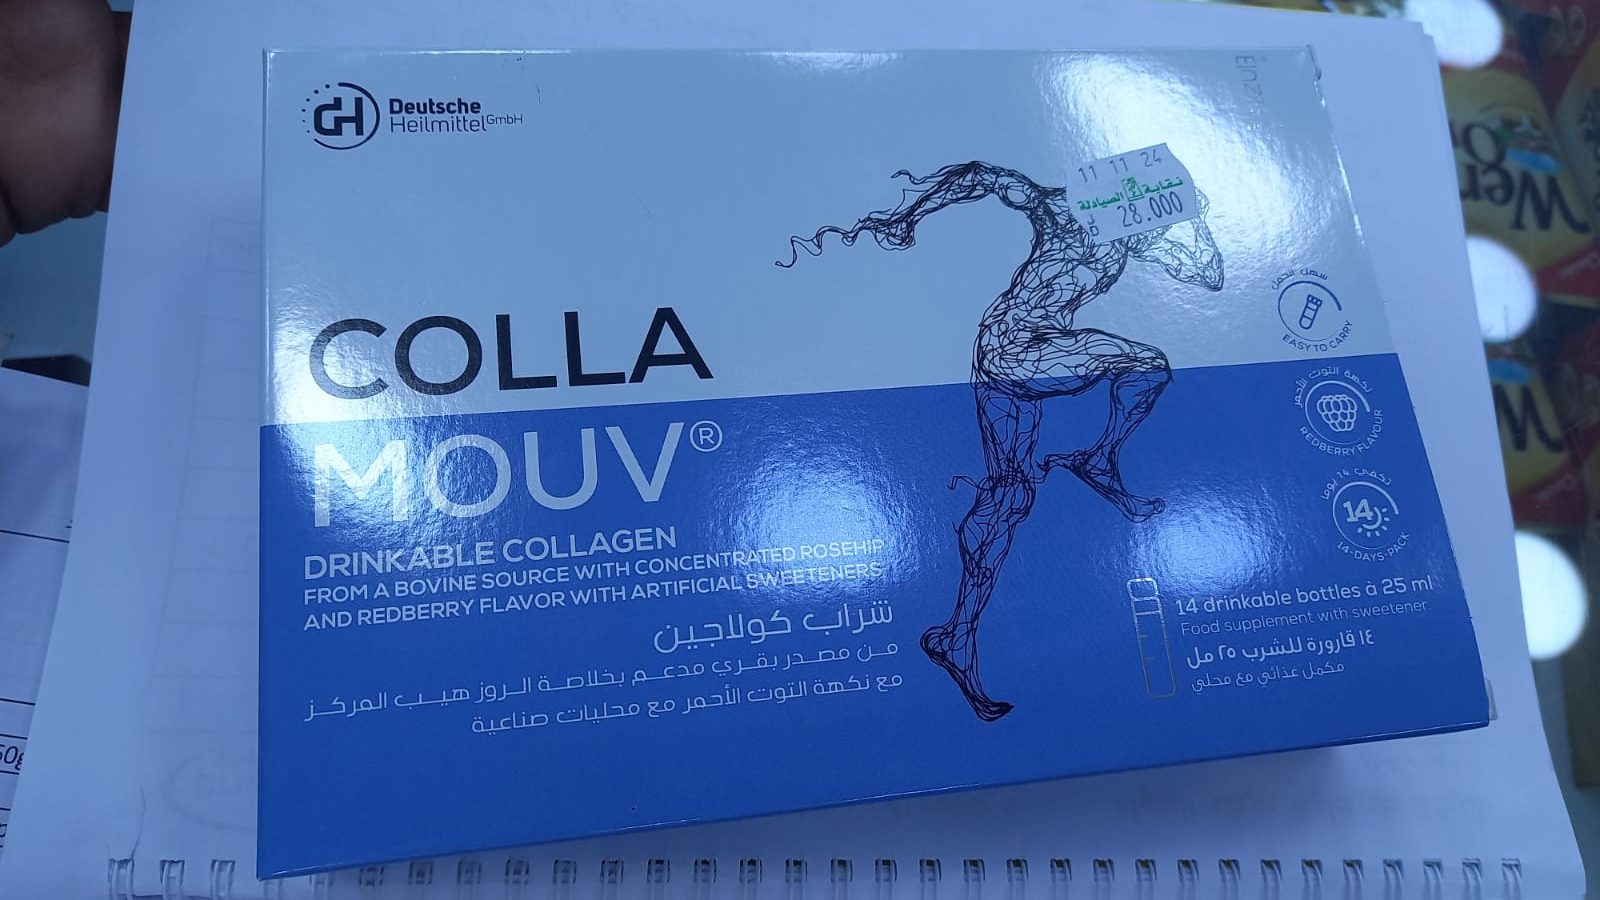 Deutsche
Heilmittel GmbH
11 11 24
نقابة الصيادلة
28.000
COLLA
MOUV®
DRINKABLE COLLAGEN
FROM A BOVINE SOURCE WITH CONCENTRATED ROSEHIP
AND REDBERRY FLAVOR WITH ARTIFICIAL SWEETENERS
شراب كولاجين
من مصدر بقري مدعم بخلاصة الروز هيب المركز
مع نكهة التوت الأحمر مع محليات صناعية
سهل الحمل
EASY TO CARRY
نكهة التوت الأحمر
REDBERRY FLAVOUR
تكفي ١٤ يوما
14
14-DAYS-PACK
14 drinkable bottles à 25 ml
Food supplement with sweetener.
١٤ قارورة للشرب ٢٥ مل
مكمل غذائي مع محلي